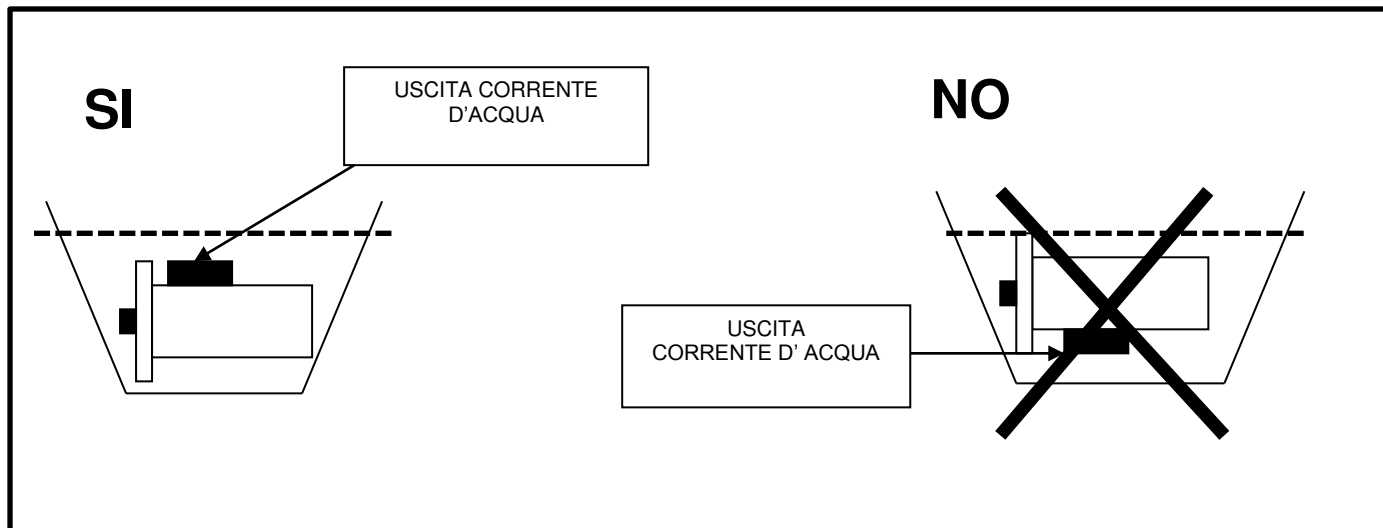 SI
USCITA CORRENTE
D'ACQUA
NO
USCITA
CORRENTE D' ACQUA